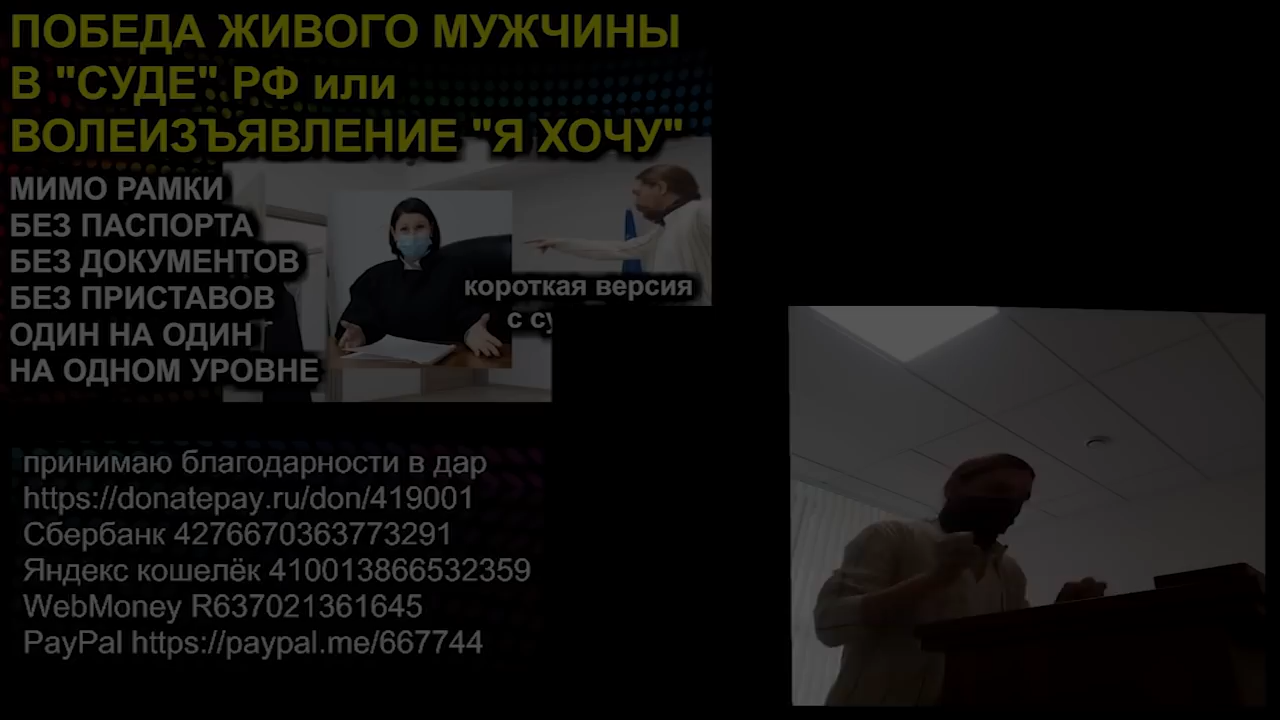 ПОБЕДА ЖИВОГО МУЖЧИНЫ
В "СУДЕ" РФ или
ВОЛЕИЗЪЯВЛЕНИЕ "Я ХОЧУ"
МИМО РАМКИ
БЕЗ ПАСПОРТА
БЕЗ ДОКУМЕНТОВ
БЕЗ ПРИСТАВОВ
ОДИН НА ОДИН
НА ОДНОМ УРОВНЕ
короткая версия
с
принимаю благодарности в дар
https://donatepay.ru/don/419001
Сбербанк 4276670363773291
Яндекс кошелёк 410013866532359
WebMoney R637021361645
PayPal https://paypal.me/667744